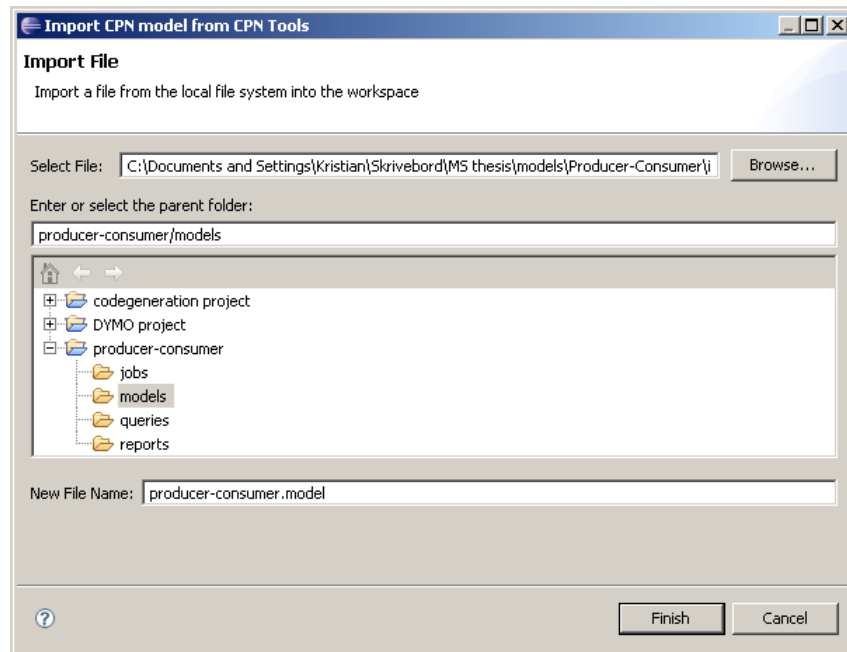 Import CPN model from CPN Tools
Import File
Import a file from the local file system into the workspace
Select File: C:\Documents and Settings\Kristian\Skrivebord\MS thesis\models\Producer-Consumer\i Browse...
Enter or select the parent folder:
producer-consumer/models
codegeneration project
DYMO project
producer-consumer
jobs
models
queries
reports
New File Name: producer-consumer.model
Finish Cancel